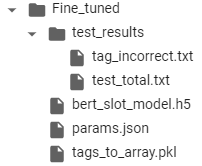 Fine_tuned
test_results
tag_incorrect.txt
test_total.txt
bert_slot_model.h5
params.json
tags_to_array.pkl